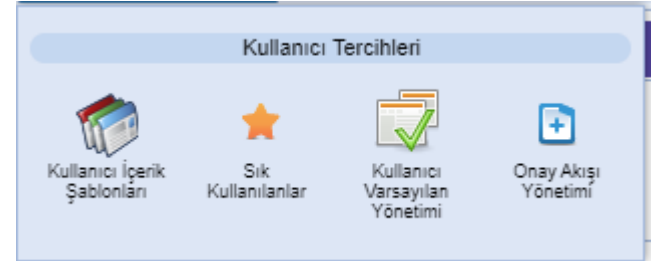 Kullanıcı Tercihleri
Kullanıcı İçerik
Şablonları
Sık
Kullanılanlar
Kullanıcı
Varsayılan
Yönetimi
Onay Akışı
Yönetimi